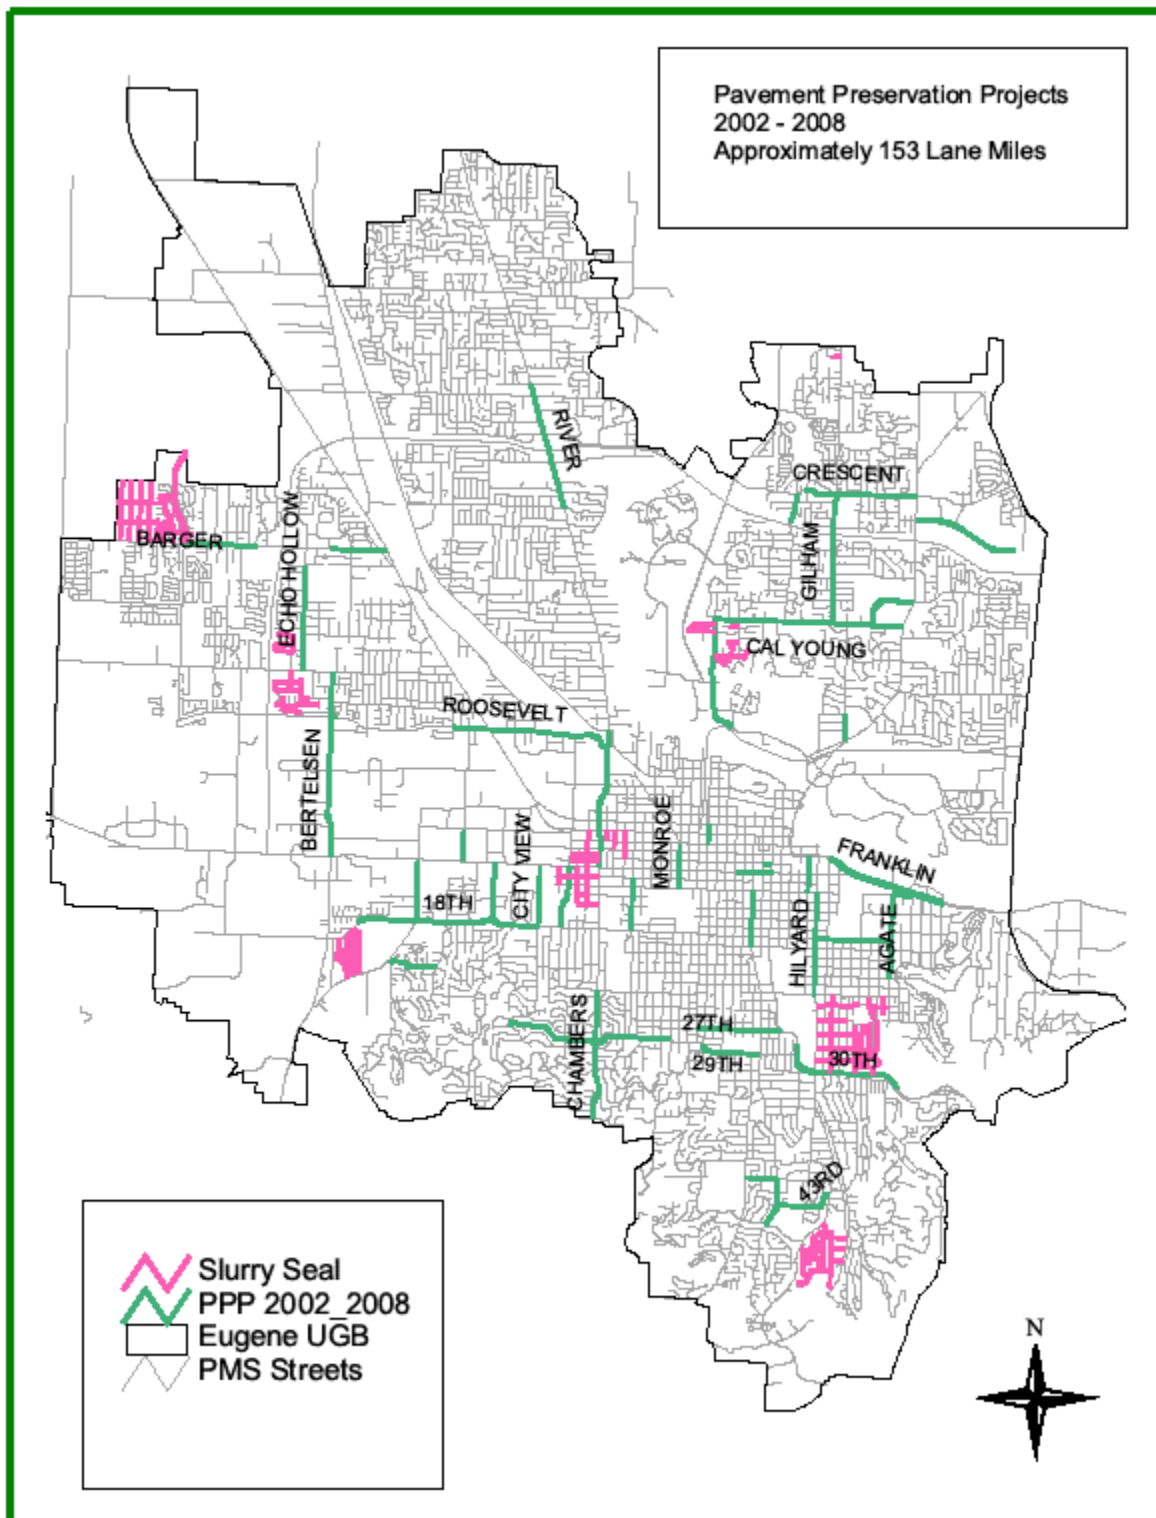 Pavement Preservation Projects
2002 - 2008
Approximately 153 Lane Miles
RIVER
CRESCENT
BARGER
ECHO HOLLOW
GILHAM
CAL YOUNG
ROOSEVELT
BERTELSEN
CITY VIEW
MONROE
FRANKLIN
18TH
HILYARD
AGATE
CHAMBERS
27TH
29TH
30TH
43RD
Slurry Seal
PPP 2002_2008
Eugene UGB
PMS Streets
N